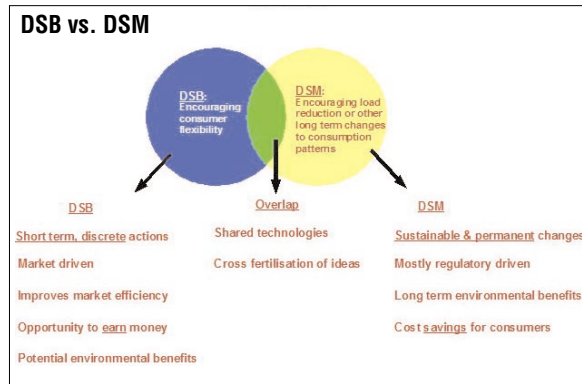 DSB vs. DSM
DSB:
Encouraging
consumer
flexibility
DSM:
Encouraging load
reduction or other
long term changes
to consumption
patterns
DSB
Short term, discrete actions
Market driven
Improves market efficiency
Opportunity to earn money
Potential environmental benefits
Overlap
Shared technologies
Cross fertilisation of ideas
DSM
Sustainable & permanent changes
Mostly regulatory driven
Long term environmental benefits
Cost savings for consumers